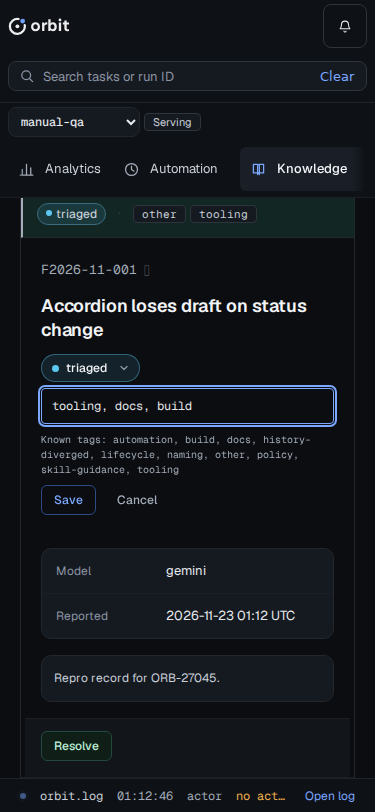 orbit
Search tasks or run ID
Clear
manual-qa
Serving
Analytics
Automation
Knowledge
triaged
other
tooling
F2026-11-001
Accordion loses draft on status
change
triaged
tooling, docs, build
Known tags: automation, build, docs, history-
diverged, lifecycle, naming, other, policy,
skill-guidance, tooling
Save
Cancel
Model
gemini
Reported
2026-11-23 01:12 UTC
Repro record for ORB-27045.
Resolve
orbit.log
01:12:46
actor
no act…
Open log